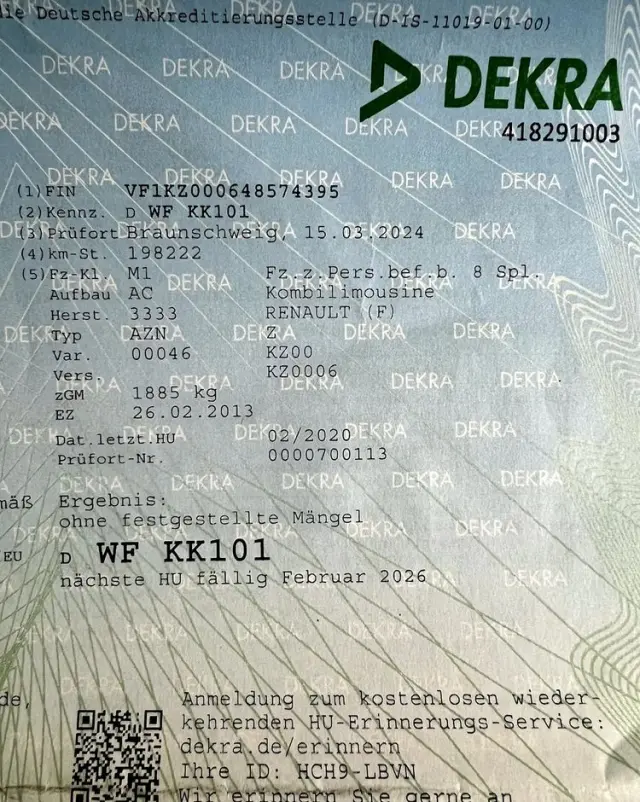 die Deutsche Akkreditierungsstelle (D-IS-11019-01-00)
DEKRA
418291003
(1) FIN VF1KZ000648574395
(2) Kennz. D WF KK101
(3) Prüfort Braunschweig, 15.03.2024
(4) km-St. 198222
(5) Fz-Kl. M1 Fz.z.Pers.bef.b. 8 Spl.
Aufbau AC Kombilimousine
Herst. 3333 RENAULT (F)
Typ AZN Z
Var. 00046 KZ00
Vers. KZ0006
zGM 1885 kg
EZ 26.02.2013
Dat.letzt.HU 02/2020
Prüfort-Nr. 0000700113
mäß Ergebnis:
ohne festgestellte Mängel
EU D WF KK101
nächste HU fällig Februar 2026
de, Anmeldung zum kostenlosen wieder-
kehrenden HU-Erinnerungs-Service:
dekra.de/erinnern
Ihre ID: HCH9-LBVN
Wir erinnern Sie gerne an